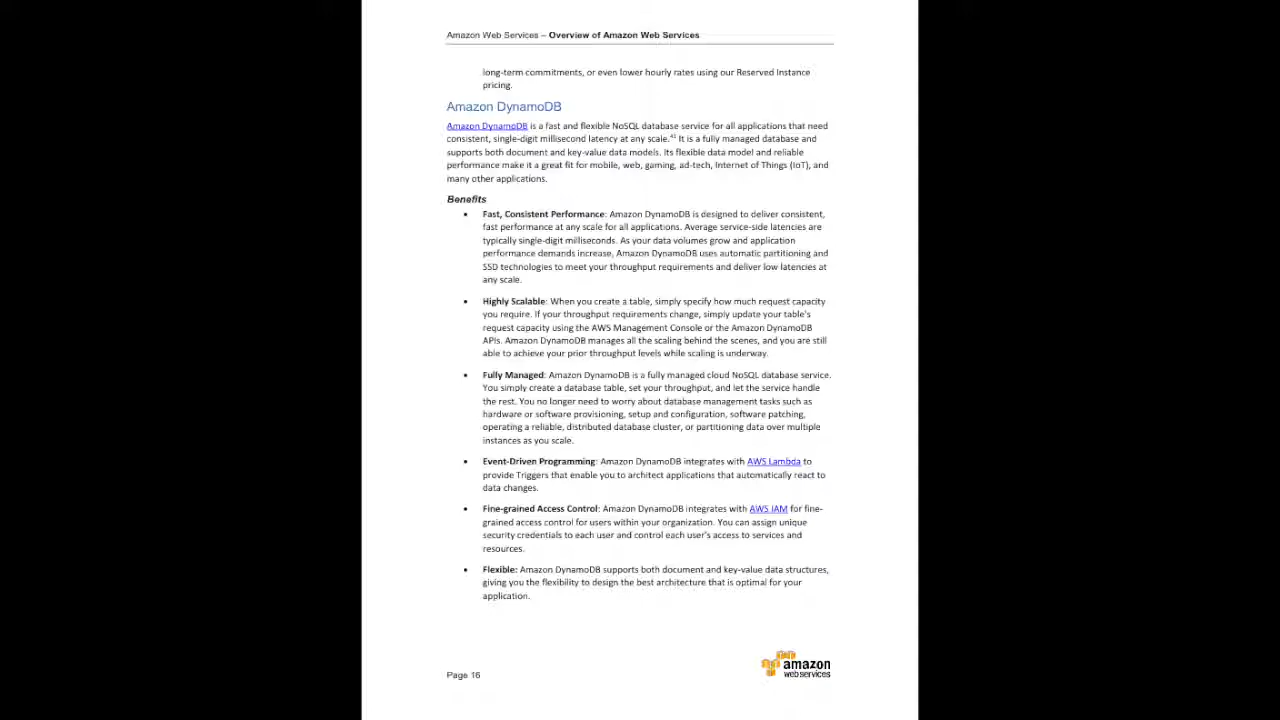 Amazon Web Services – Overview of Amazon Web Services
long-term commitments, or even lower hourly rates using our Reserved Instance
pricing.
Amazon DynamoDB
Amazon DynamoDB is a fast and flexible NoSQL database service for all applications that need
consistent, single-digit millisecond latency at any scale.41 It is a fully managed database and
supports both document and key-value data models. Its flexible data model and reliable
performance make it a great fit for mobile, web, gaming, ad-tech, Internet of Things (IoT), and
many other applications.
Benefits
• Fast, Consistent Performance: Amazon DynamoDB is designed to deliver consistent,
fast performance at any scale for all applications. Average service-side latencies are
typically single-digit milliseconds. As your data volumes grow and application
performance demands increase, Amazon DynamoDB uses automatic partitioning and
SSD technologies to meet your throughput requirements and deliver low latencies at
any scale.
• Highly Scalable: When you create a table, simply specify how much request capacity
you require. If your throughput requirements change, simply update your table's
request capacity using the AWS Management Console or the Amazon DynamoDB
APIs. Amazon DynamoDB manages all the scaling behind the scenes, and you are still
able to achieve your prior throughput levels while scaling is underway.
• Fully Managed: Amazon DynamoDB is a fully managed cloud NoSQL database service.
You simply create a database table, set your throughput, and let the service handle
the rest. You no longer need to worry about database management tasks such as
hardware or software provisioning, setup and configuration, software patching,
operating a reliable, distributed database cluster, or partitioning data over multiple
instances as you scale.
• Event-Driven Programming: Amazon DynamoDB integrates with AWS Lambda to
provide Triggers that enable you to architect applications that automatically react to
data changes.
• Fine-grained Access Control: Amazon DynamoDB integrates with AWS IAM for fine-
grained access control for users within your organization. You can assign unique
security credentials to each user and control each user's access to services and
resources.
• Flexible: Amazon DynamoDB supports both document and key-value data structures,
giving you the flexibility to design the best architecture that is optimal for your
application.
Page 16
amazon
webservices